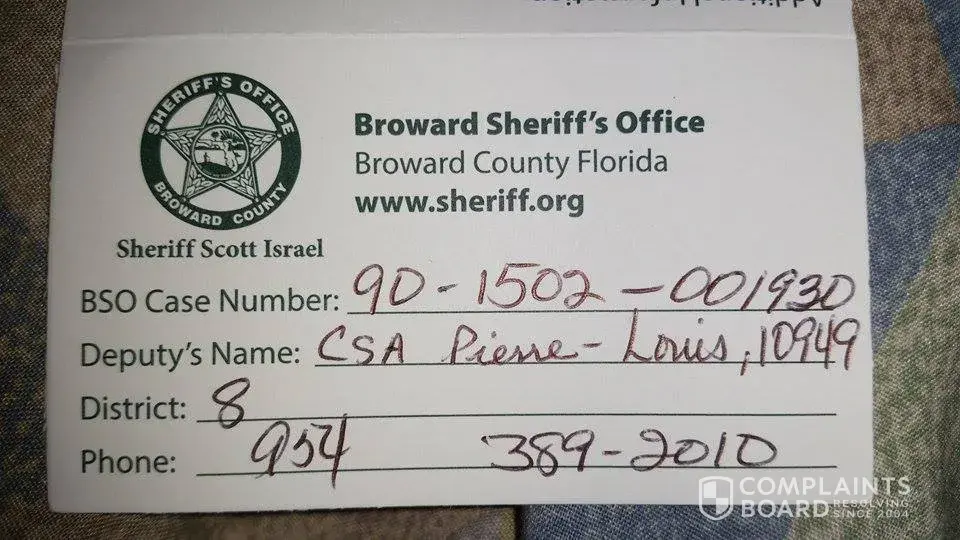 SHERIFF'S OFFICE
BROWARD COUNTY
Sheriff Scott Israel
Broward Sheriff's Office
Broward County Florida
www.sheriff.org
BSO Case Number: 90-1502-001930
Deputy's Name: CSA Pierre-Louis, 10949
District: 8
Phone: 954 389-2010
COMPLAINTS
BOARD RESOLVING
SINCE 2004